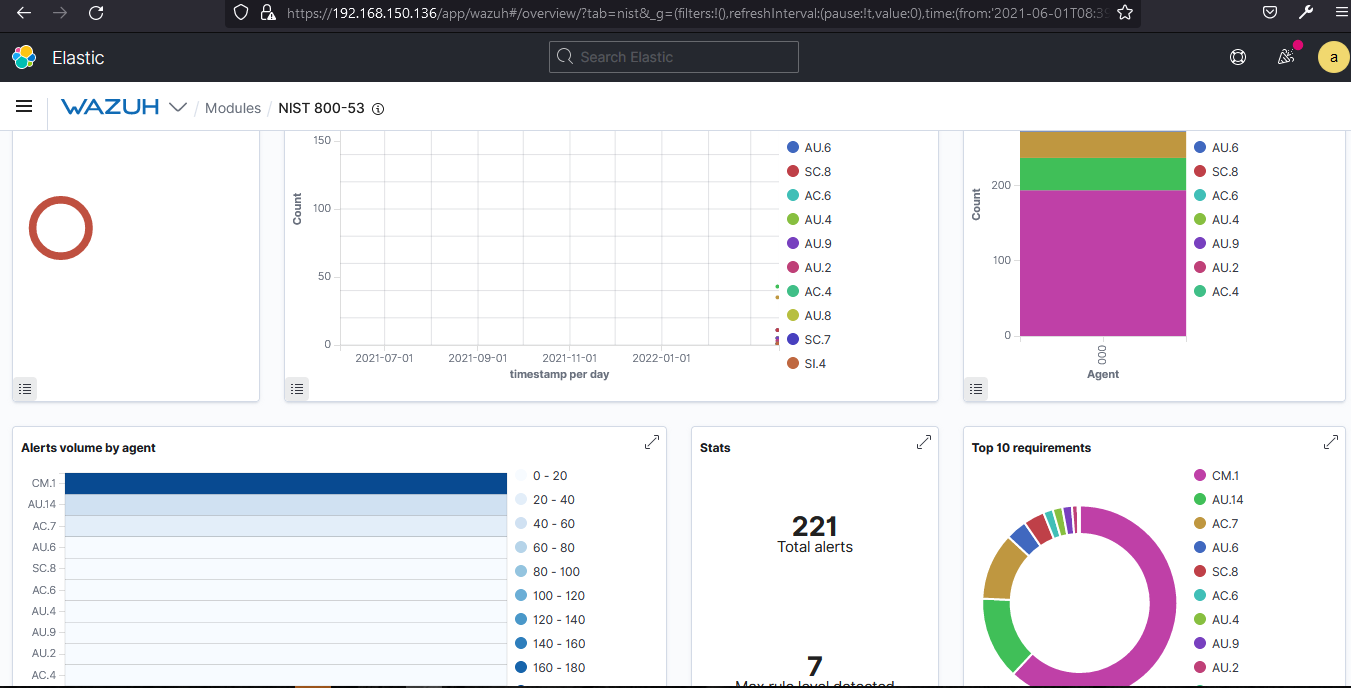 https://192.168.150.136/app/wazuh#/overview/?tab=nist&_g=(filters:!(),refreshInterval:(pause:!t,value:0),time:(from:'2021-06-01T08:3
Elastic
Search Elastic
a
WAZUH / Modules / NIST 800-53
150
100
50
0
Count
2021-07-01 2021-09-01 2021-11-01 2022-01-01
timestamp per day
AU.6
SC.8
AC.6
AU.4
AU.9
AU.2
AC.4
AU.8
SC.7
SI.4
200
100
0
Count
000
Agent
AU.6
SC.8
AC.6
AU.4
AU.9
AU.2
AC.4
Alerts volume by agent
CM.1
AU.14
AC.7
AU.6
SC.8
AC.6
AU.4
AU.9
AU.2
AC.4
0 - 20
20 - 40
40 - 60
60 - 80
80 - 100
100 - 120
120 - 140
140 - 160
160 - 180
Stats
221
Total alerts
7
Max rule level detected
Top 10 requirements
CM.1
AU.14
AC.7
AU.6
SC.8
AC.6
AU.4
AU.9
AU.2